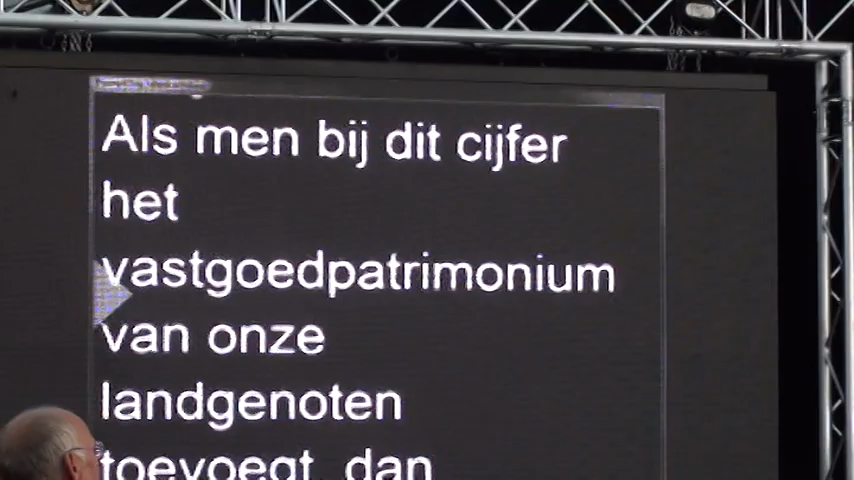 Als men bij dit cijfer
het
vastgoedpatrimonium
van onze
landgenoten
toevoegt, dan